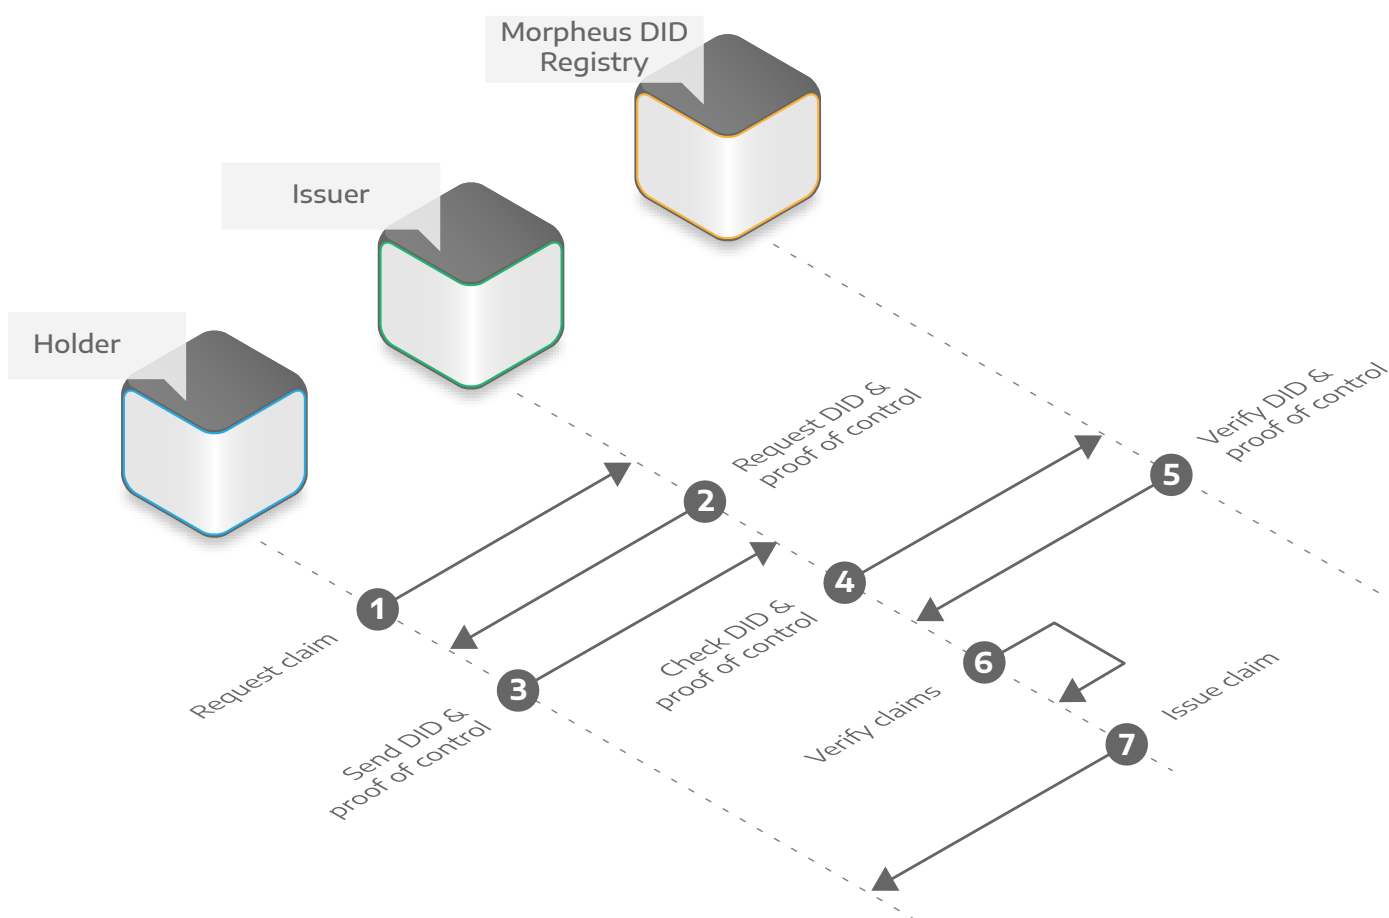 Morpheus DID
Registry
Issuer
Holder
1
Request claim
2
Request DID &
proof of control
3
Send DID &
proof of control
4
Check DID &
proof of control
5
Verify DID &
proof of control
6
Verify claims
7
Issue claim